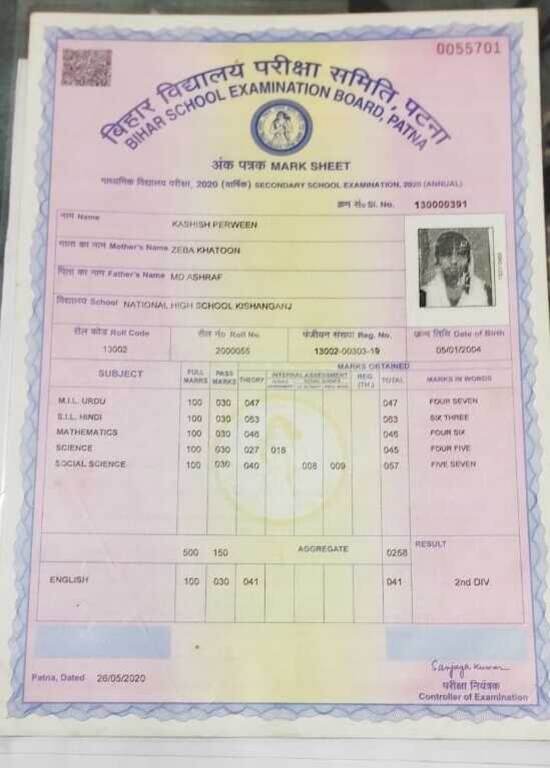 0055701
बिहार विद्यालय परीक्षा समिति, पटना
BIHAR SCHOOL EXAMINATION BOARD, PATNA
अंक पत्रक MARK SHEET
माध्यमिक विद्यालय परीक्षा, 2020 (वार्षिक) SECONDARY SCHOOL EXAMINATION, 2020 (ANNUAL)
क्रम सं० Sl. No. 130000391
नाम Name KASHISH PERWEEN
माता का नाम Mother's Name ZEBA KHATOON
पिता का नाम Father's Name MD ASHRAF
विद्यालय School NATIONAL HIGH SCHOOL KISHANGANJ
रौल कोड Roll Code रौल नं० Roll No. पंजीयन संख्या Reg. No. जन्म तिथि Date of Birth
13002 2000055 13002-00303-19 05/01/2004
SUBJECT FULL MARKS PASS MARKS MARKS OBTAINED
THEORY INTERNAL ASSESSMENT REG. (TH.) TOTAL MARKS IN WORDS
M.I.L. URDU 100 030 047 047 FOUR SEVEN
S.I.L. HINDI 100 030 063 063 SIX THREE
MATHEMATICS 100 030 046 046 FOUR SIX
SCIENCE 100 030 027 018 045 FOUR FIVE
SOCIAL SCIENCE 100 030 040 008 009 057 FIVE SEVEN
500 150 AGGREGATE 0258 RESULT
ENGLISH 100 030 041 041 2nd DIV.
Patna, Dated 26/05/2020
Sanjay Kumar
परीक्षा नियंत्रक
Controller of Examination